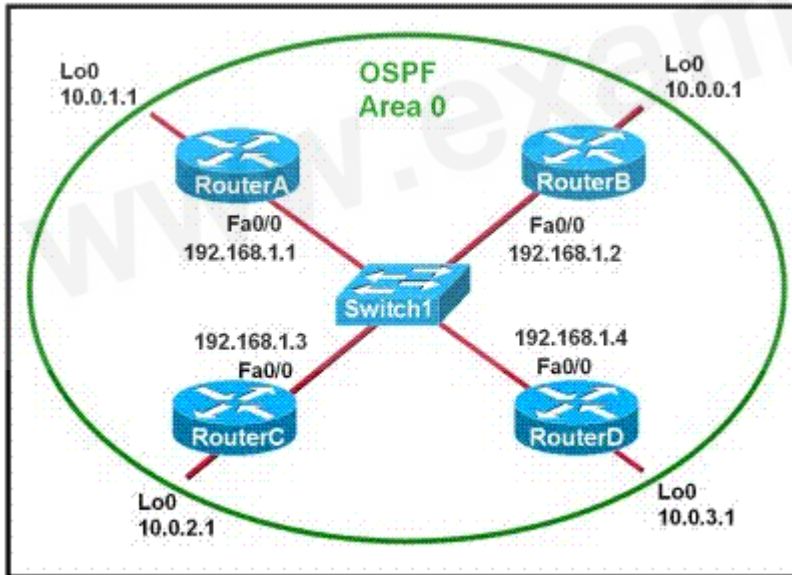 www.exam
Lo0
10.0.1.1
OSPF
Area 0
Lo0
10.0.0.1
RouterA
RouterB
Fa0/0
192.168.1.1
Fa0/0
192.168.1.2
Switch1
192.168.1.3
Fa0/0
192.168.1.4
Fa0/0
RouterC
RouterD
Lo0
10.0.2.1
Lo0
10.0.3.1